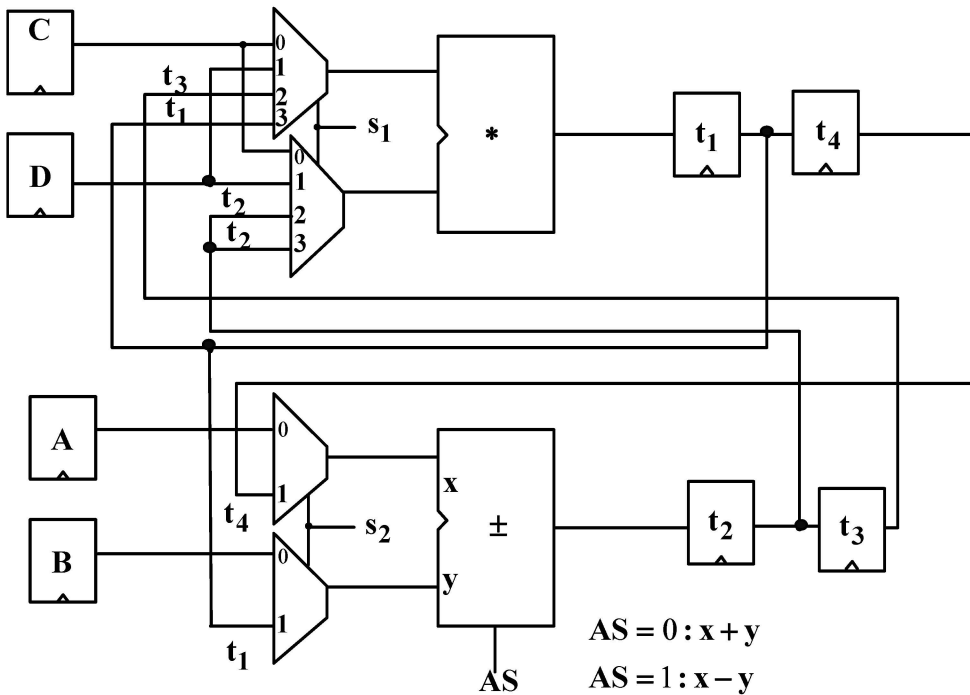 C
0
1
t₃
2
t₁
3
s₁
*
t₁
t₄
D
0
1
t₂
2
t₂
3
A
0
1
t₄
x
±
s₂
t₂
t₃
B
0
y
1
t₁
AS
AS = 0 : x + y
AS = 1 : x − y